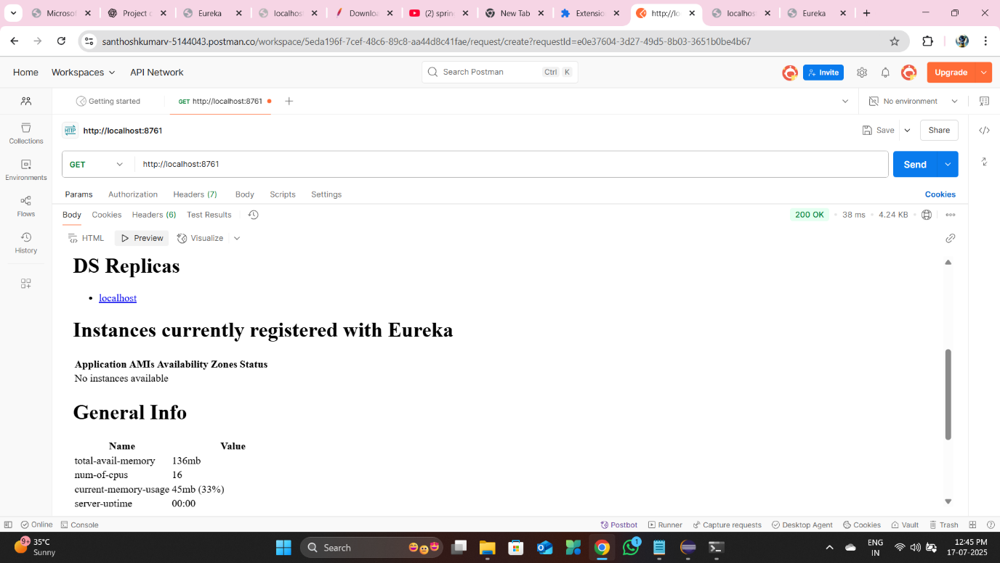 Microsof
Project c
Eureka
localhos
Downloa
(2) sprin
New Tab
Extensio
http://lo
localhos
Eureka
santhoshkumarv-5144043.postman.co/workspace/5eda196f-7cef-48c6-89c8-aa44d8c41fae/request/create?requestId=e0e37604-3d27-49d5-8b03-3651b0be4b67
Home Workspaces API Network
Search Postman Ctrl K
Invite
Upgrade
Getting started
GET http://localhost:8761
No environment
Collections
Environments
Flows
History
HTTP http://localhost:8761
Save
Share
GET http://localhost:8761
Send
Params Authorization Headers (7) Body Scripts Settings
Cookies
Body Cookies Headers (6) Test Results
200 OK • 38 ms • 4.24 KB •
HTML Preview Visualize
DS Replicas
• localhost
Instances currently registered with Eureka
Application AMIs Availability Zones Status
No instances available
General Info
Name Value
total-avail-memory 136mb
num-of-cpus 16
current-memory-usage 45mb (33%)
server-uptime 00:00
Online Console
Postbot Runner Capture requests Desktop Agent Cookies Vault Trash
9+
35°C
Sunny
Search
1
ENG
IN
12:45 PM
17-07-2025